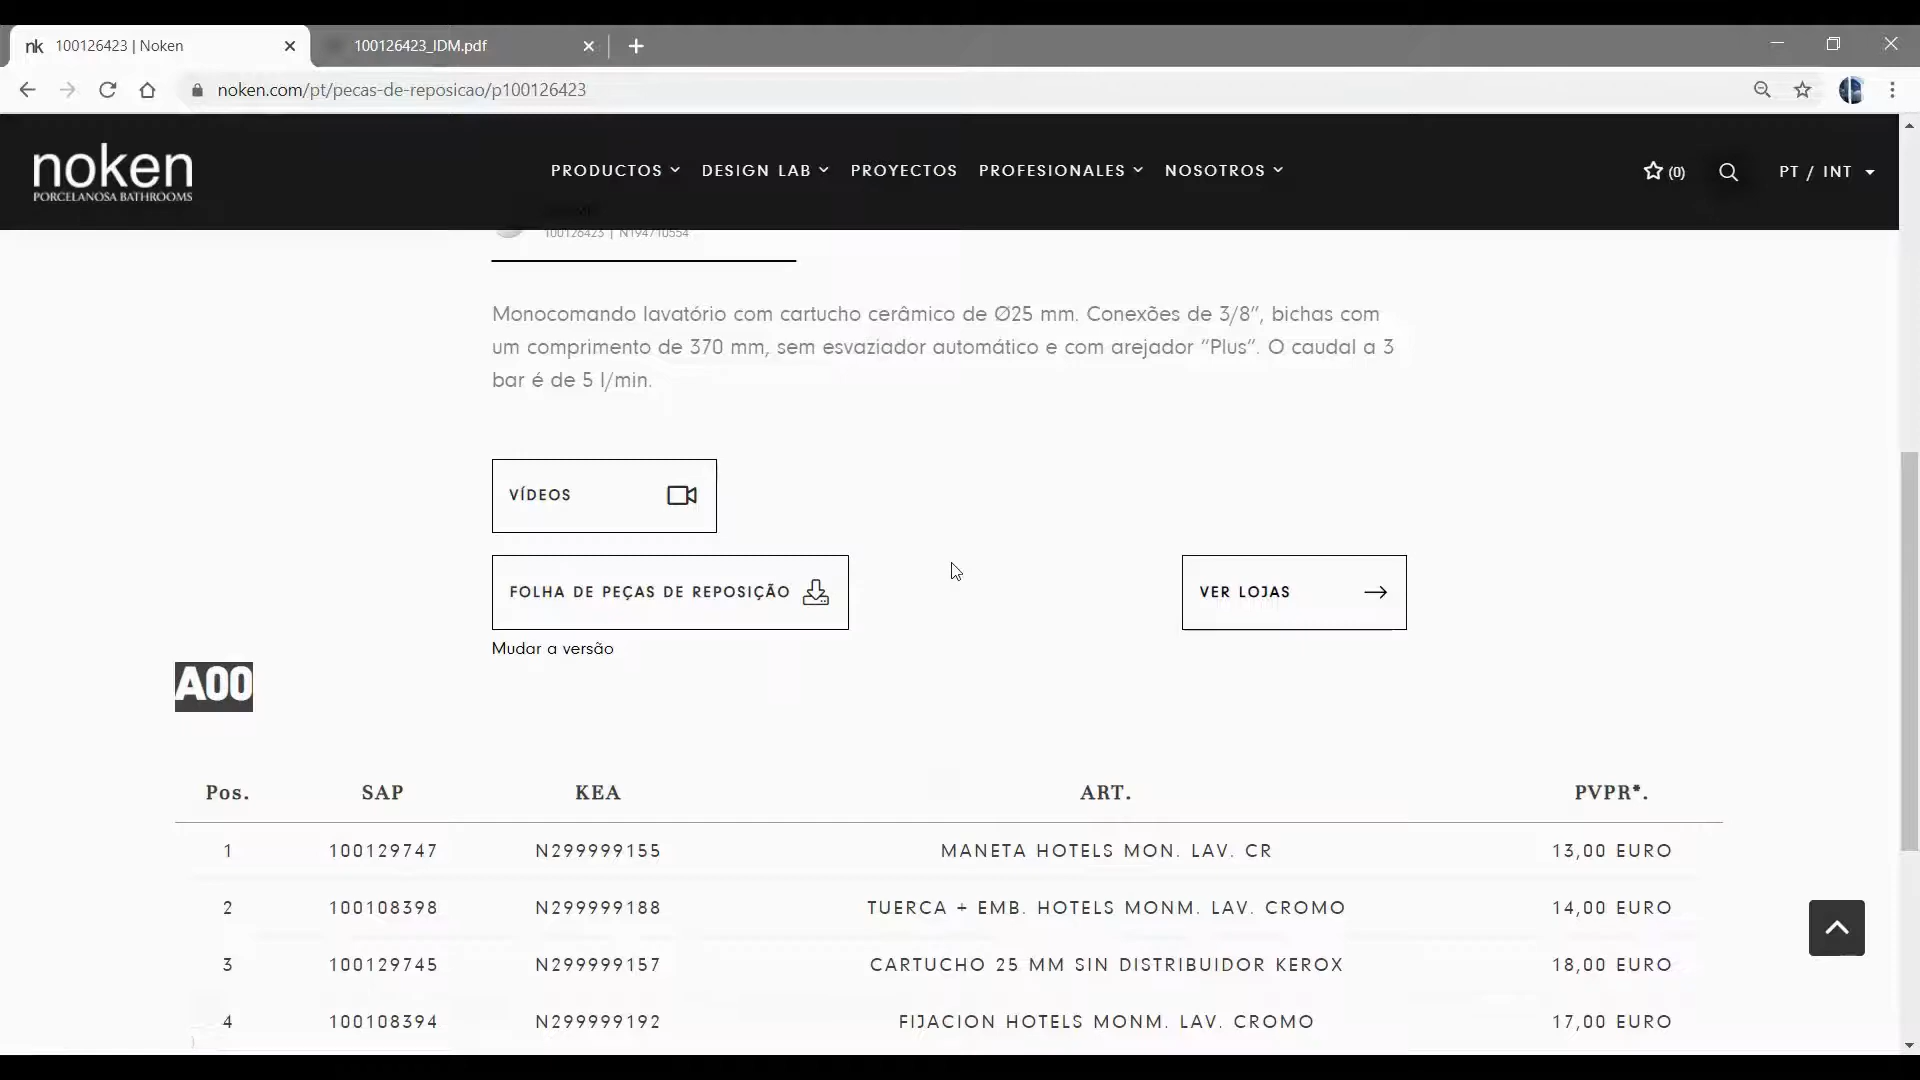 nk 100126423 | Noken
100126423_IDM.pdf
noken.com/pt/pecas-de-reposicao/p100126423
noken
PORCELANOSA BATHROOMS
PRODUCTOS DESIGN LAB PROYECTOS PROFESIONALES NOSOTROS
(0)
PT / INT
100126423 | N194710554
Monocomando lavatório com cartucho cerâmico de Ø25 mm. Conexões de 3/8”, bichas com
um comprimento de 370 mm, sem esvaziador automático e com arejador “Plus”. O caudal a 3
bar é de 5 l/min.
VÍDEOS
FOLHA DE PEÇAS DE REPOSIÇÃO
VER LOJAS
Mudar a versão
A00
Pos. SAP KEA ART. PVPR*.
1 100129747 N299999155 MANETA HOTELS MON. LAV. CR 13,00 EURO
2 100108398 N299999188 TUERCA + EMB. HOTELS MONM. LAV. CROMO 14,00 EURO
3 100129745 N299999157 CARTUCHO 25 MM SIN DISTRIBUIDOR KEROX 18,00 EURO
4 100108394 N299999192 FIJACION HOTELS MONM. LAV. CROMO 17,00 EURO